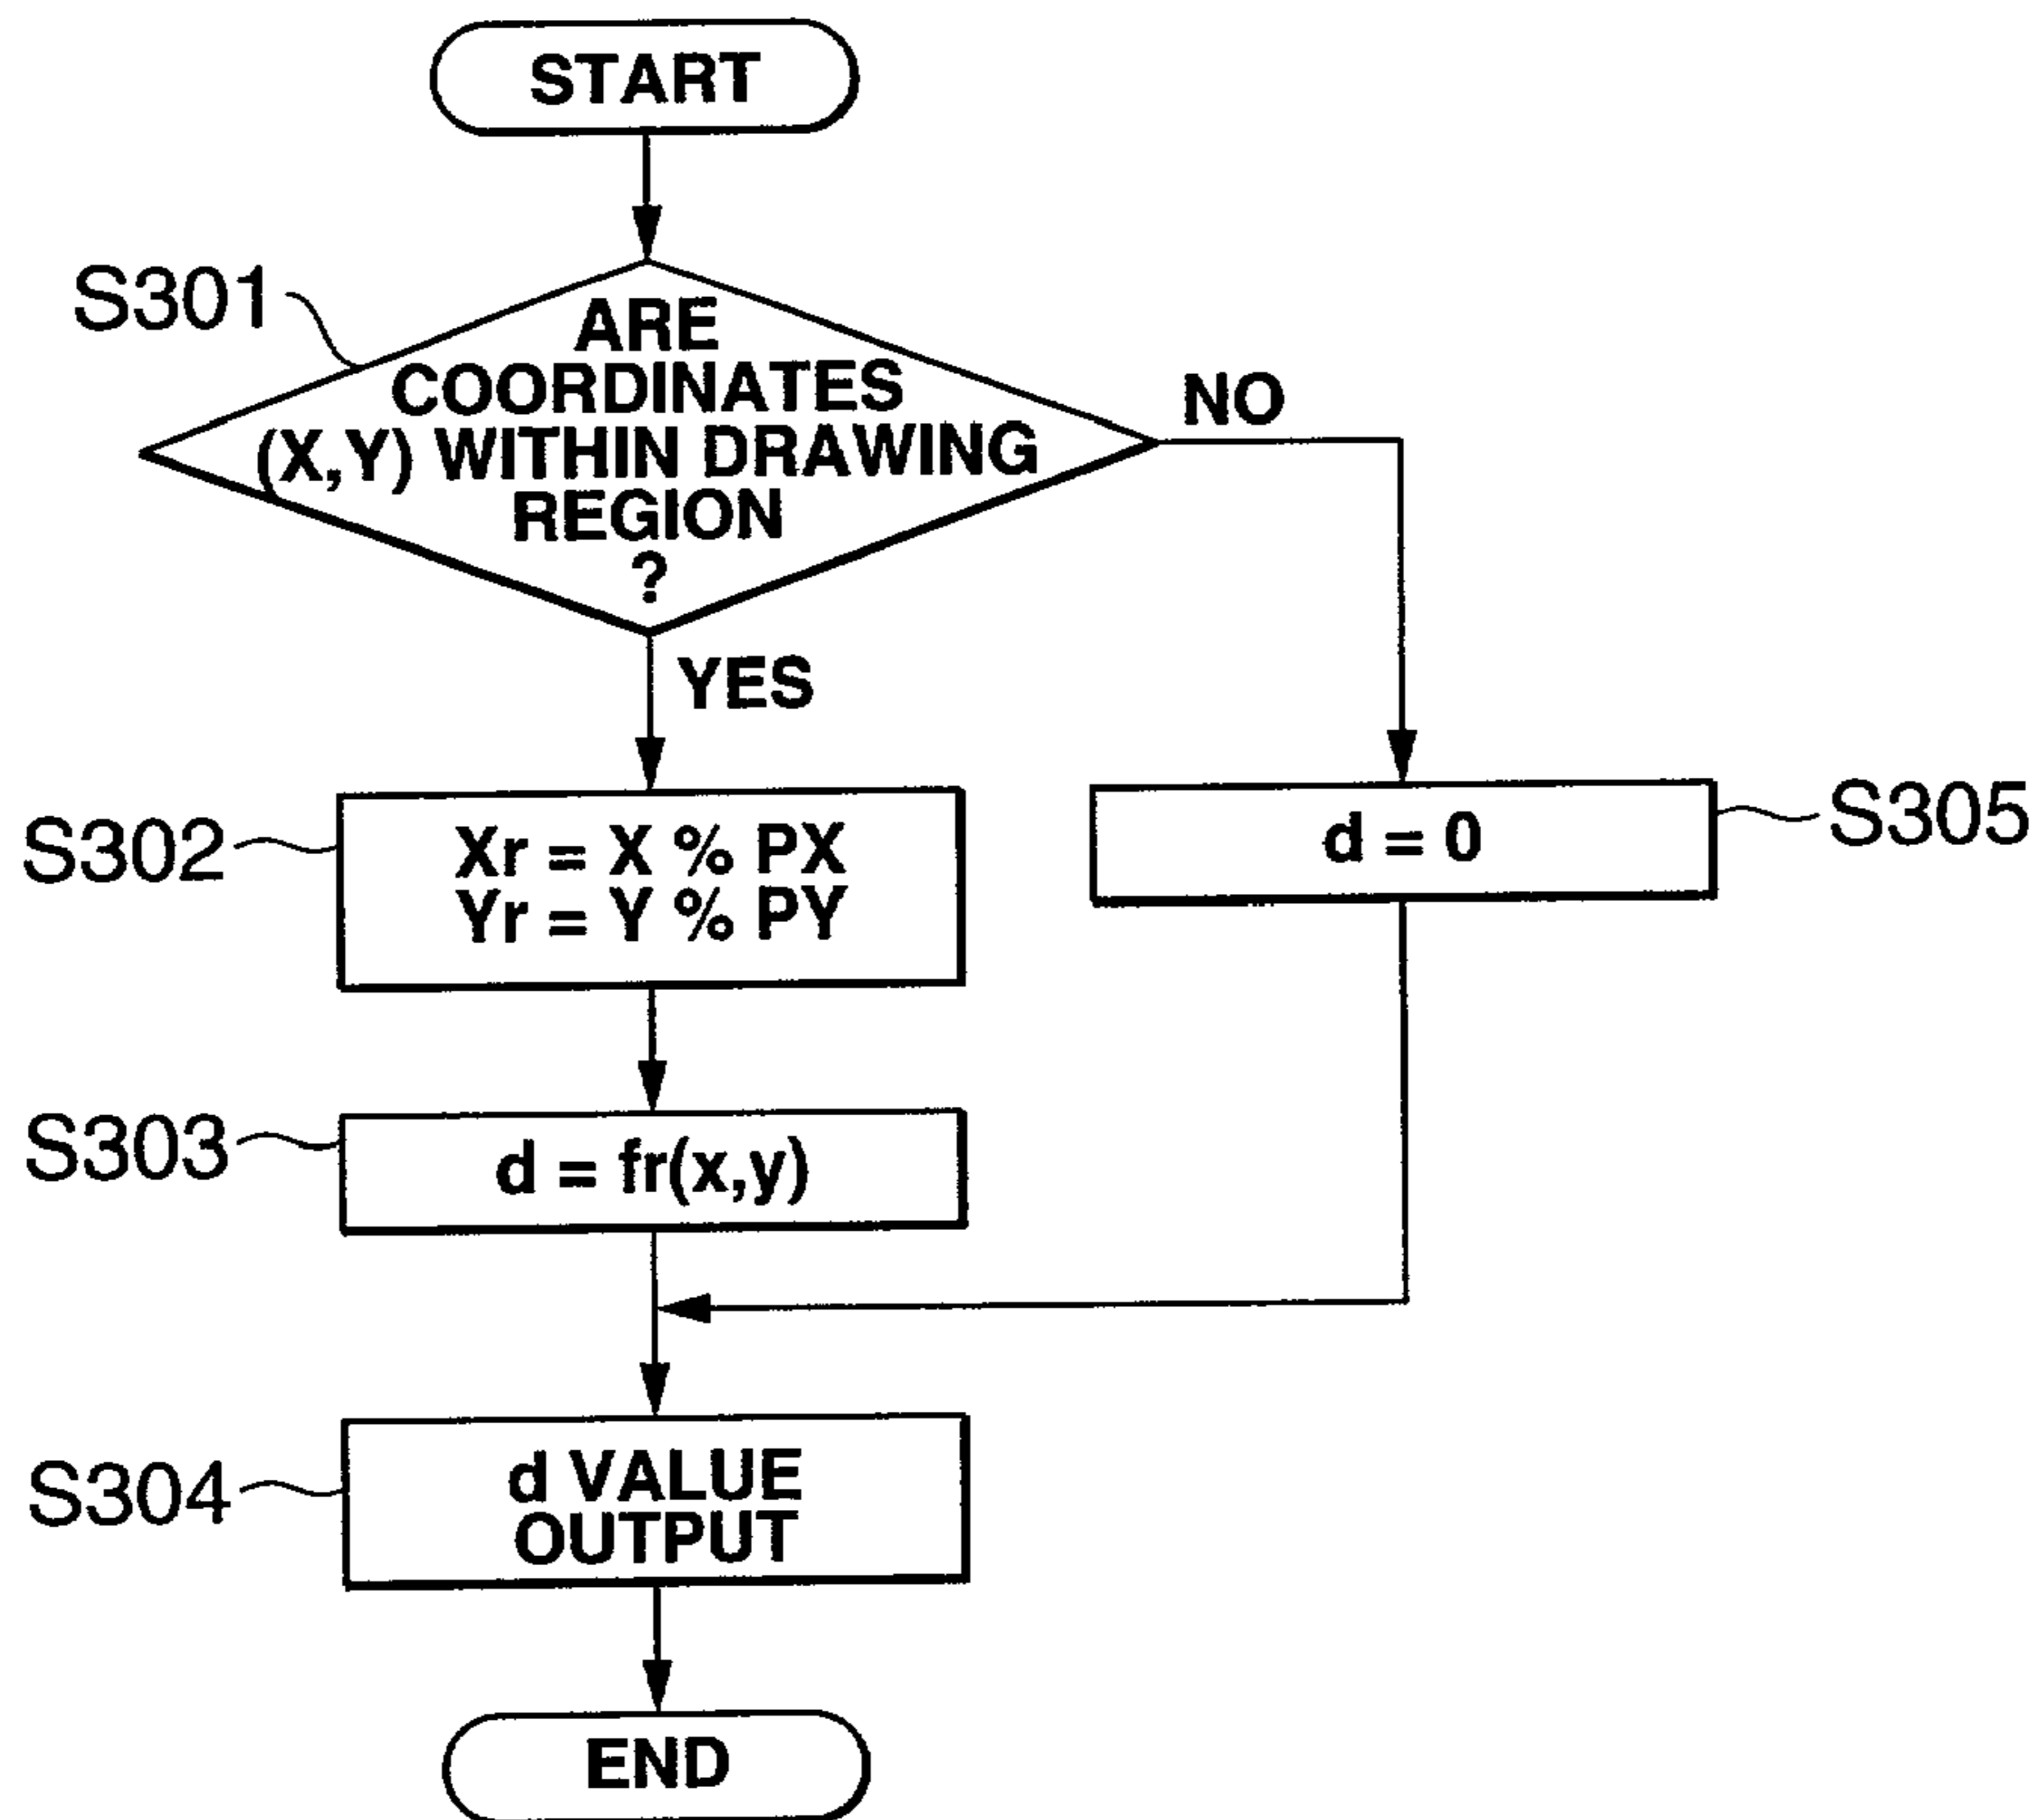 START
S301
ARE
COORDINATES
(X,Y) WITHIN DRAWING
REGION
?
NO
YES
S302
Xr = X % PX
Yr = Y % PY
d = 0
S305
S303
d = fr(x,y)
S304
d VALUE
OUTPUT
END